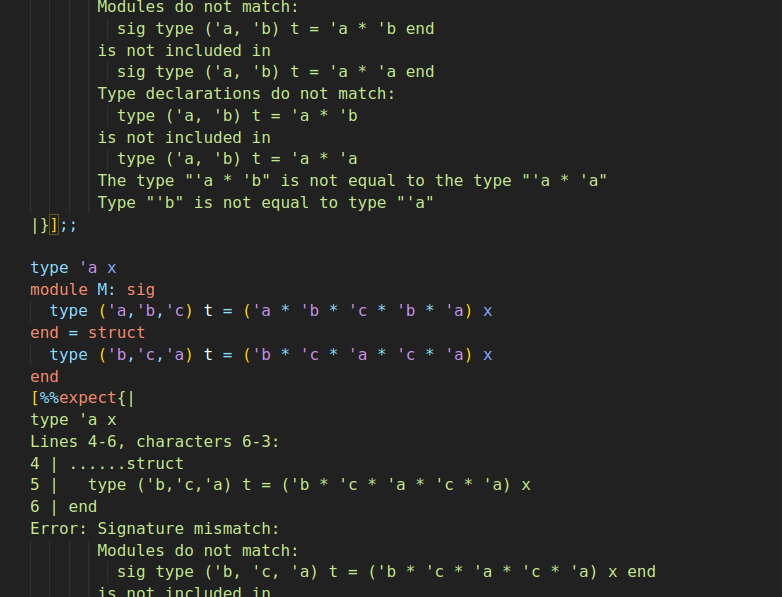 Modules do not match:
sig type ('a, 'b) t = 'a * 'b end
is not included in
sig type ('a, 'b) t = 'a * 'a end
Type declarations do not match:
type ('a, 'b) t = 'a * 'b
is not included in
type ('a, 'b) t = 'a * 'a
The type "'a * 'b" is not equal to the type "'a * 'a"
Type "'b" is not equal to type "'a"
|}];;
type 'a x
module M: sig
type ('a,'b,'c) t = ('a * 'b * 'c * 'b * 'a) x
end = struct
type ('b,'c,'a) t = ('b * 'c * 'a * 'c * 'a) x
end
[%%expect{|
type 'a x
Lines 4-6, characters 6-3:
4 | ......struct
5 |   type ('b,'c,'a) t = ('b * 'c * 'a * 'c * 'a) x
6 | end
Error: Signature mismatch:
Modules do not match:
sig type ('b, 'c, 'a) t = ('b * 'c * 'a * 'c * 'a) x end
is not included in